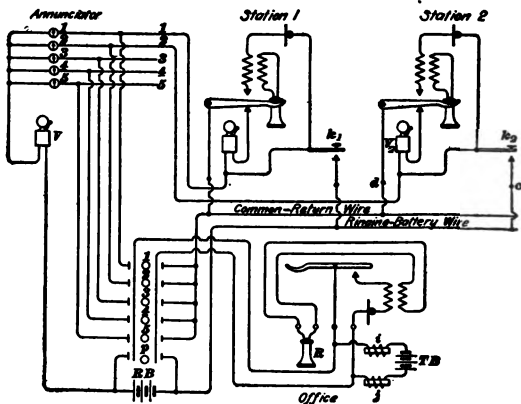 Annunciator
Station 1
Station 2
1 1
2 2
3 3
4 4
5 5
V
k1
k2
d
Common-Return Wire
Ringing-Battery Wire
R
i
j
TB
RB
Office